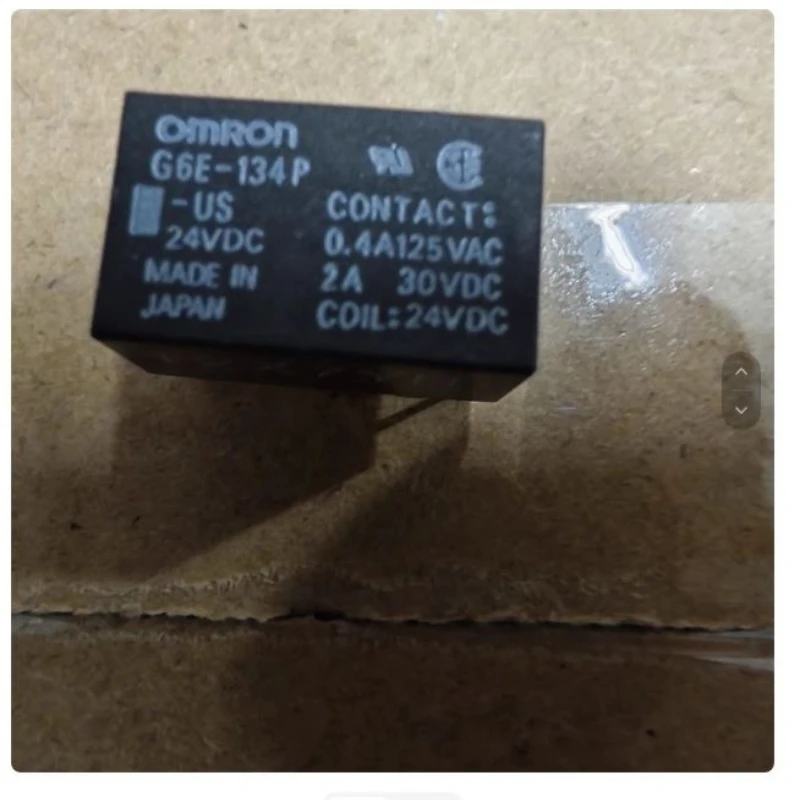 OMRON
G6E-134P
-US
24VDC
MADE IN
JAPAN
CONTACT:
0.4A125VAC
2A 30VDC
COIL:24VDC